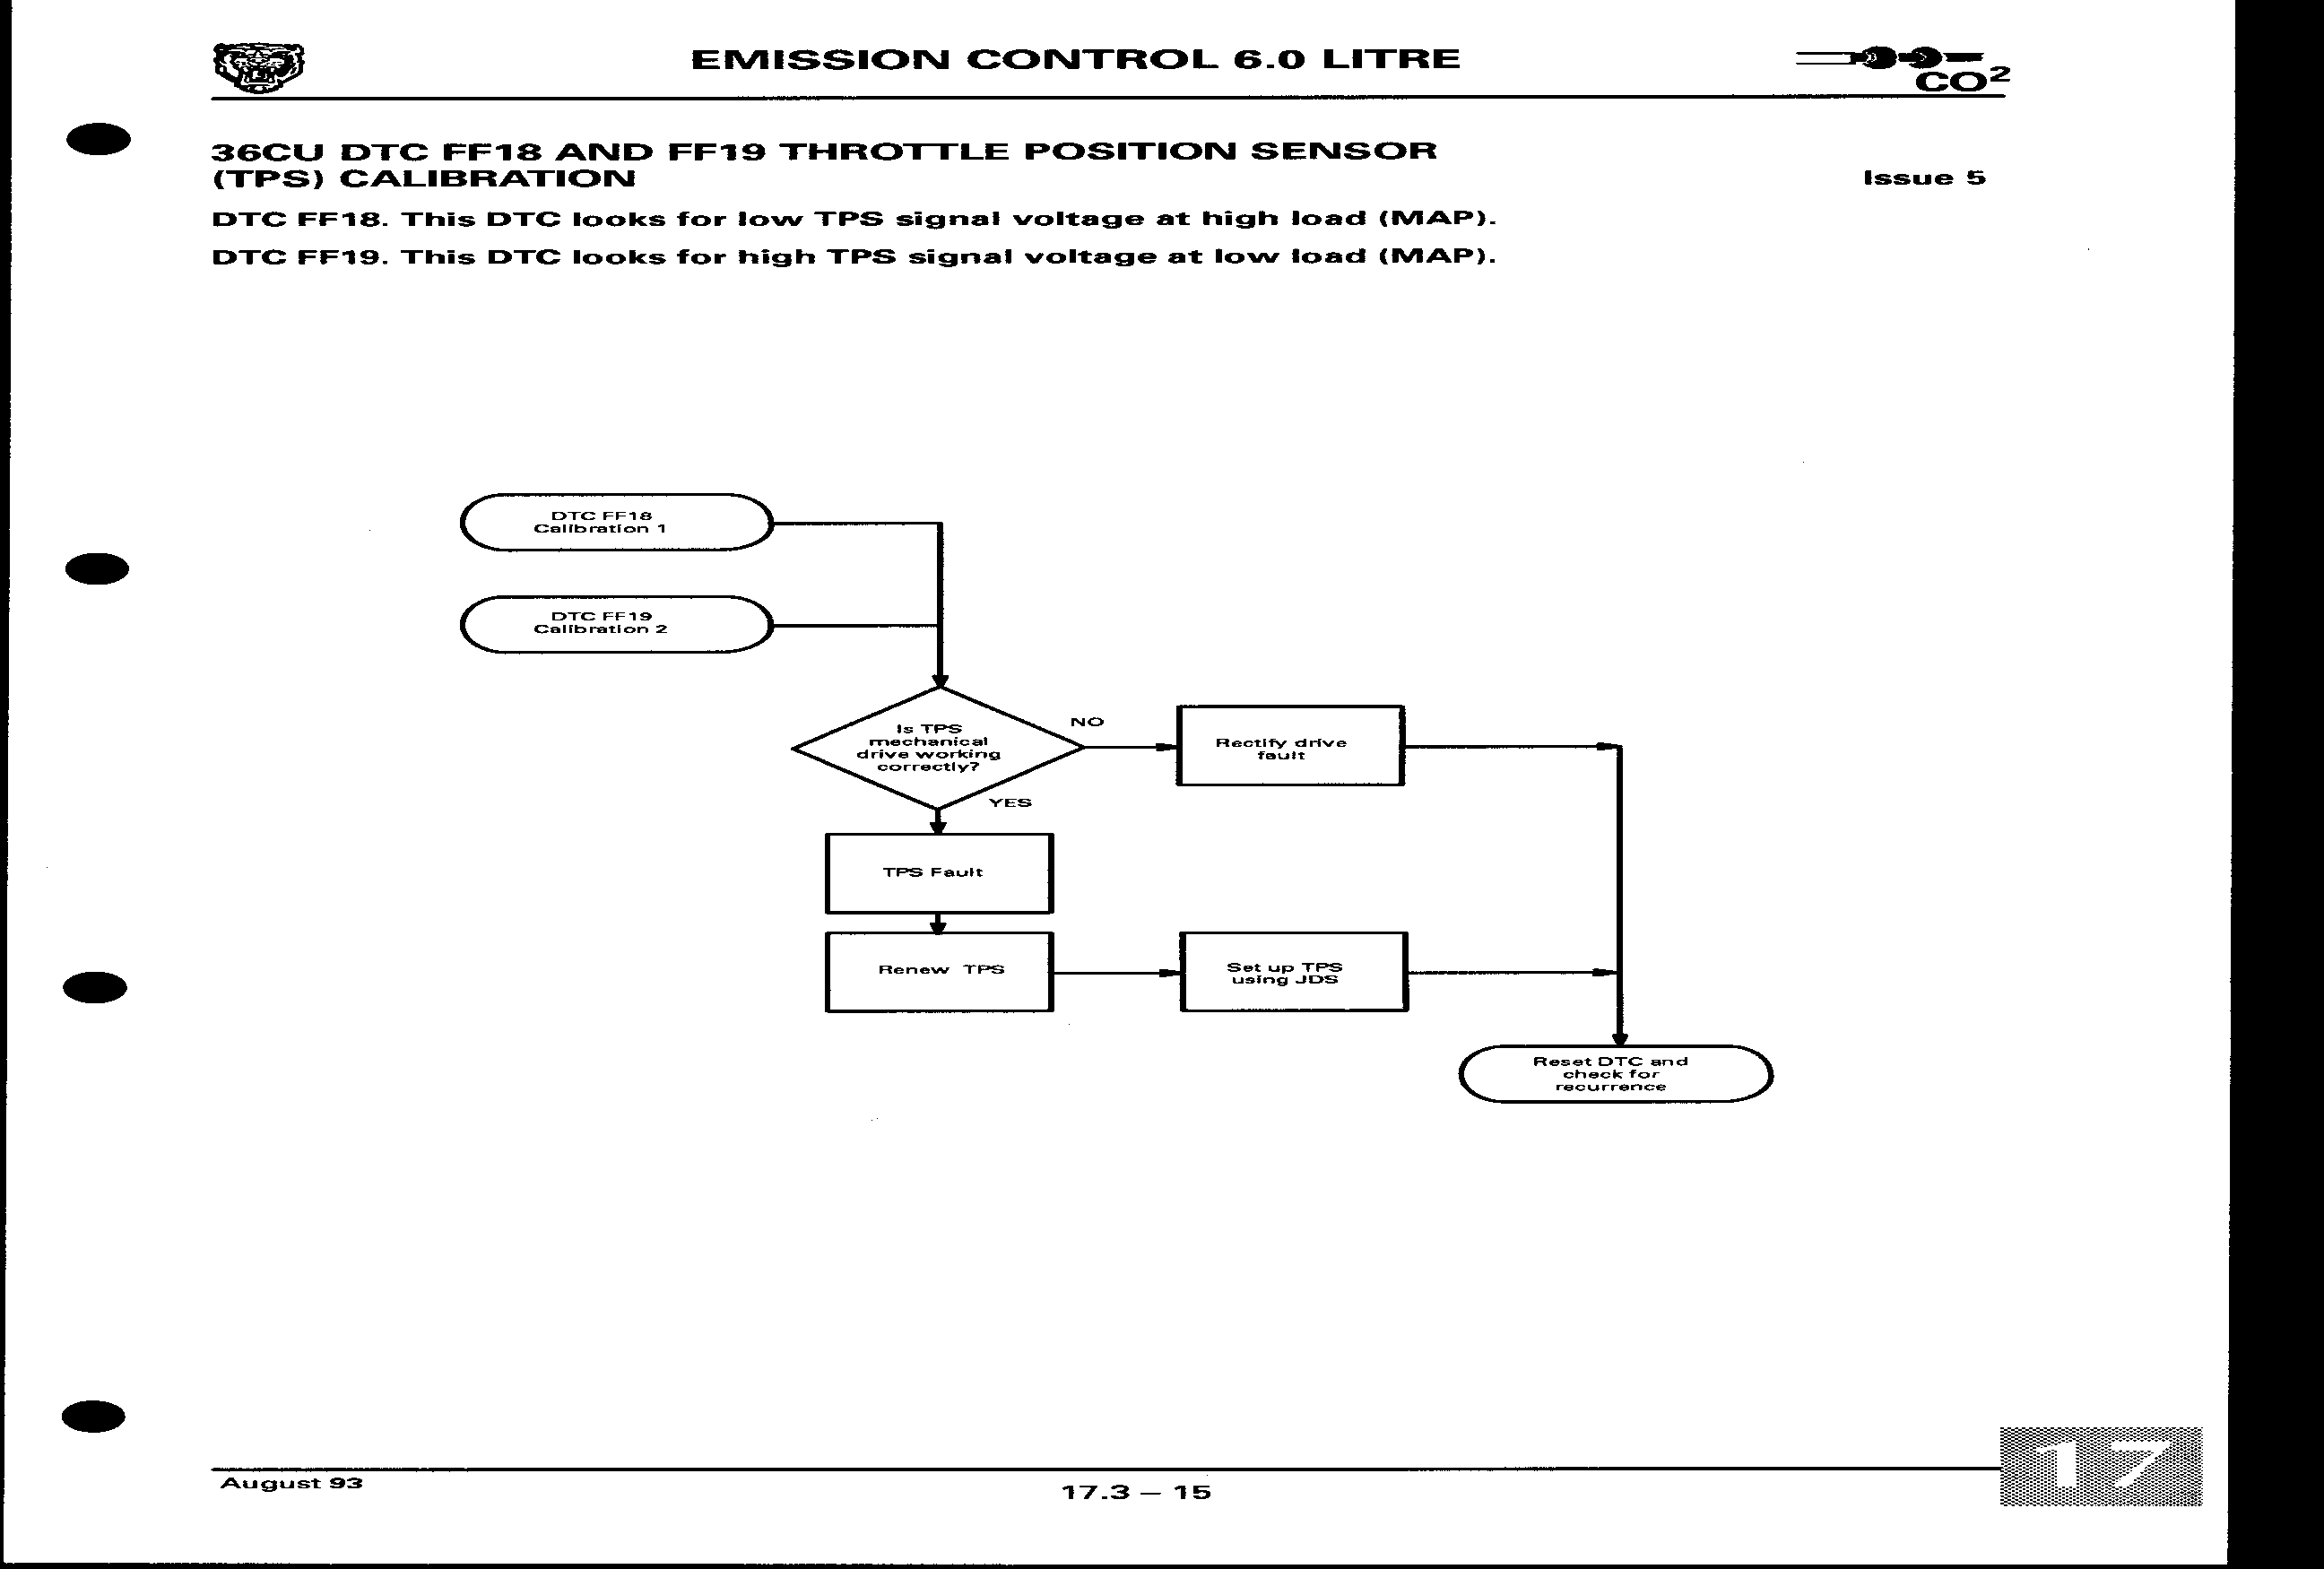 EMISSION CONTROL 6.0 LITRE
CO²
36CU DTC FF18 AND FF19 THROTTLE POSITION SENSOR
(TPS) CALIBRATION
Issue 5
DTC FF18. This DTC looks for low TPS signal voltage at high load (MAP).
DTC FF19. This DTC looks for high TPS signal voltage at low load (MAP).
DTC FF18
Calibration 1
DTC FF19
Calibration 2
Is TPS
mechanical
drive working
correctly?
NO
Rectify drive
fault
YES
TPS Fault
Renew TPS
Set up TPS
using JDS
Reset DTC and
check for
recurrence
August 93
17.3 – 15
17